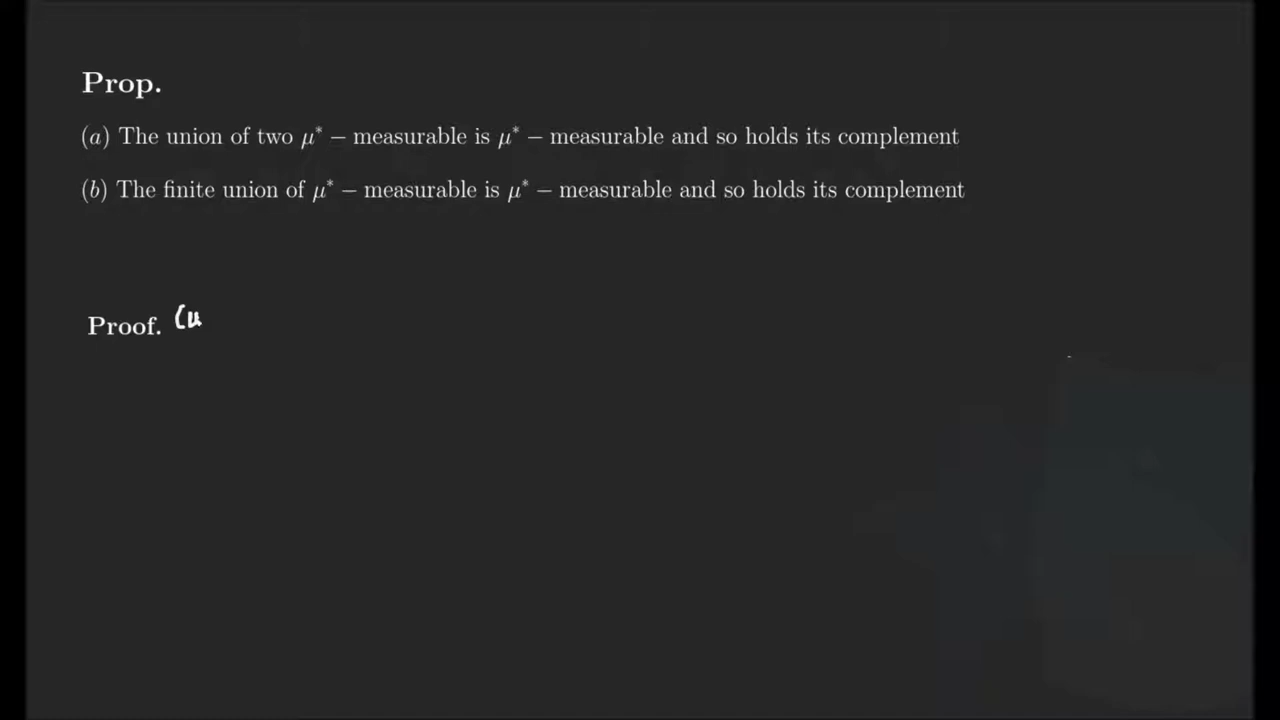 Prop.
(a) The union of two μ* − measurable is μ* − measurable and so holds its complement
(b) The finite union of μ* − measurable is μ* − measurable and so holds its complement
Proof.